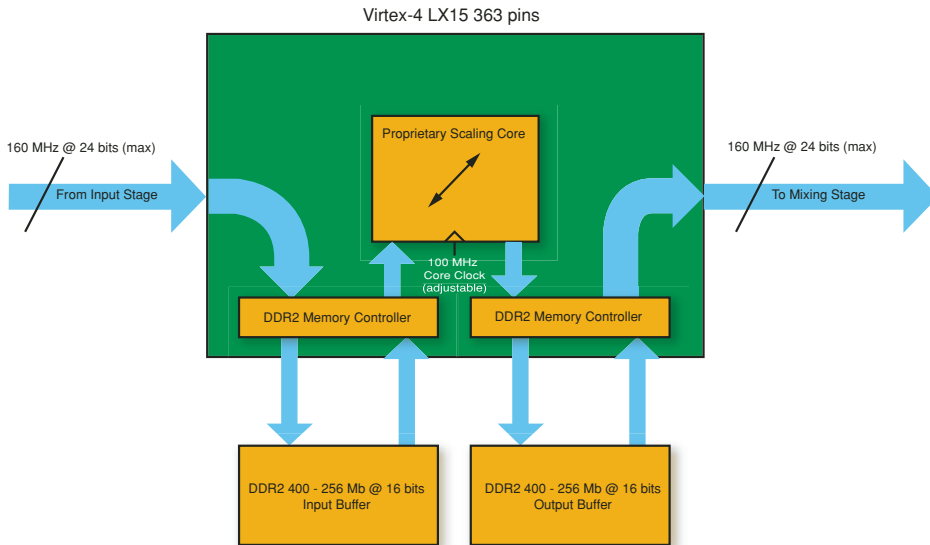 Virtex-4 LX15 363 pins
160 MHz @ 24 bits (max)
From Input Stage
Proprietary Scaling Core
100 MHz
Core Clock
(adjustable)
160 MHz @ 24 bits (max)
To Mixing Stage
DDR2 Memory Controller
DDR2 Memory Controller
DDR2 400 - 256 Mb @ 16 bits
Input Buffer
DDR2 400 - 256 Mb @ 16 bits
Output Buffer